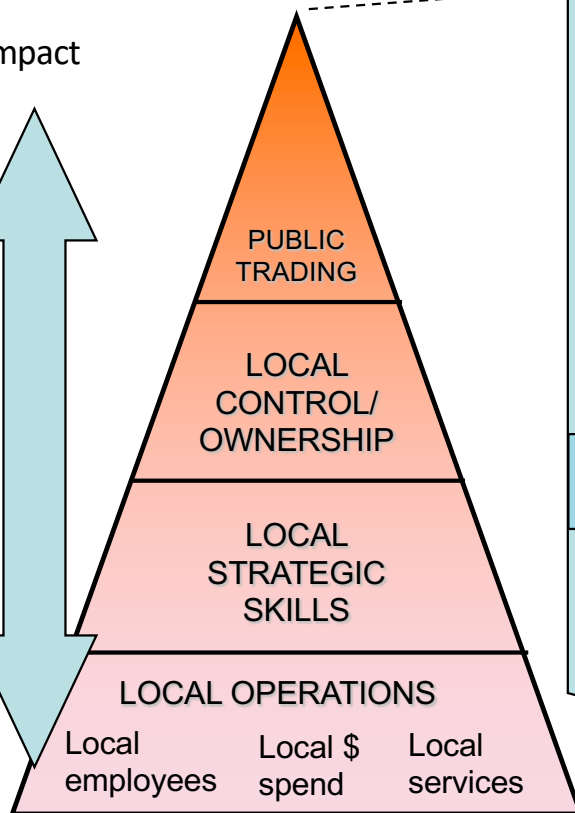 mpact
PUBLIC
TRADING
LOCAL
CONTROL/
OWNERSHIP
LOCAL
STRATEGIC
SKILLS
LOCAL OPERATIONS
Local
employees
Local $
spend
Local
services